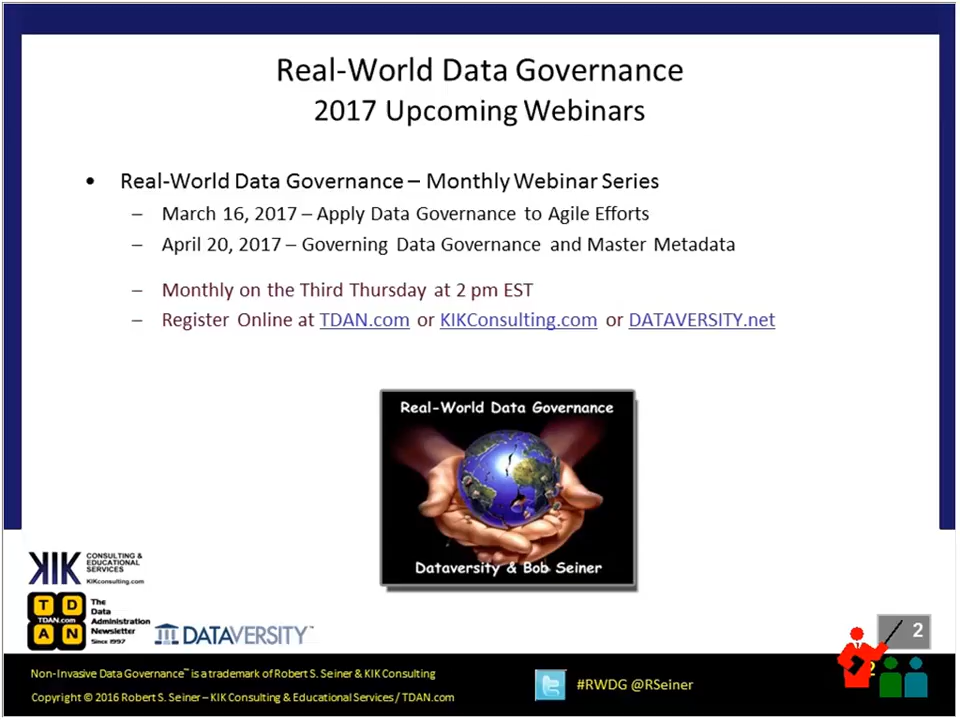 Real-World Data Governance
2017 Upcoming Webinars
• Real-World Data Governance – Monthly Webinar Series
– March 16, 2017 – Apply Data Governance to Agile Efforts
– April 20, 2017 – Governing Data Governance and Master Metadata
– Monthly on the Third Thursday at 2 pm EST
– Register Online at TDAN.com or KIKConsulting.com or DATAVERSITY.net
Real-World Data Governance
Dataversity & Bob Seiner
KIK CONSULTING & EDUCATIONAL SERVICES
KIKconsulting.com
T D
TDAN.com
A N
The
Data
Administration
Newsletter
Since 1997
DATAVERSITY™
2
2
Non-Invasive Data Governance™ is a trademark of Robert S. Seiner & KIK Consulting
Copyright © 2016 Robert S. Seiner – KIK Consulting & Educational Services / TDAN.com
#RWDG @RSeiner